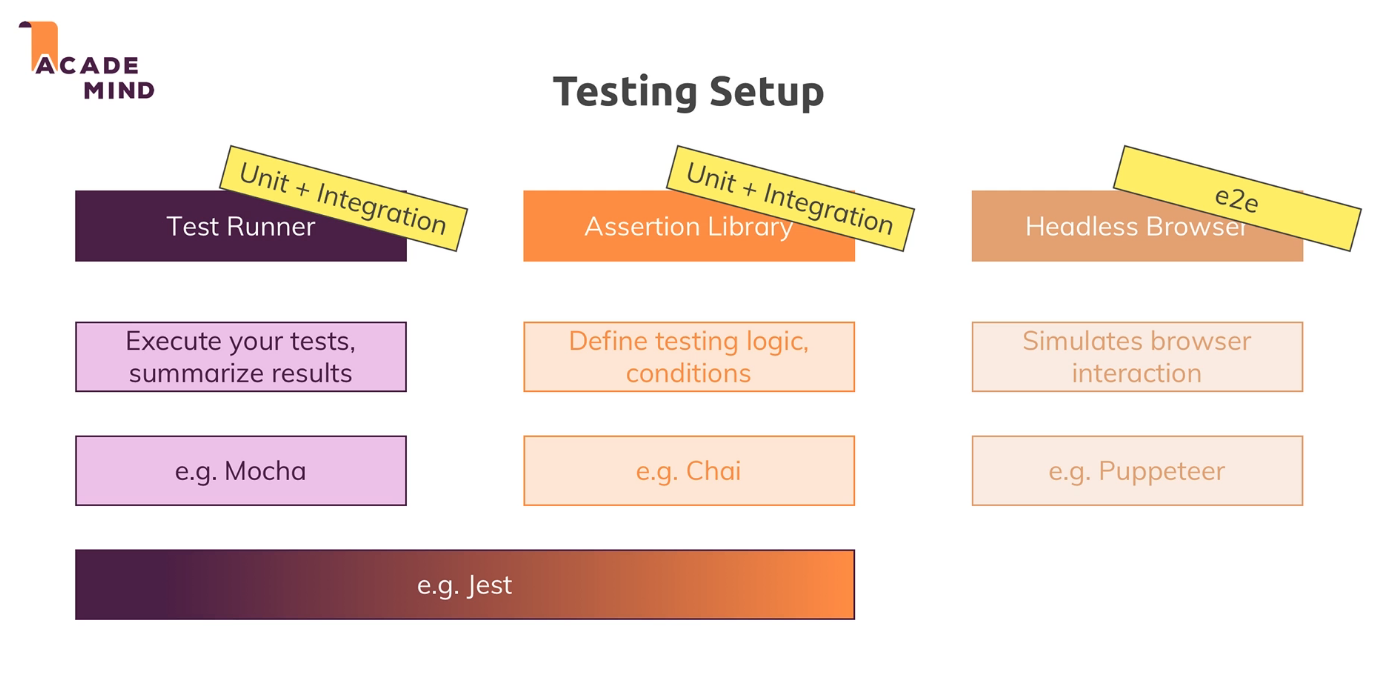 ACADE
MIND
Testing Setup
Unit + Integration
Test Runner
Execute your tests,
summarize results
e.g. Mocha
Unit + Integration
Assertion Library
Define testing logic,
conditions
e.g. Chai
e2e
Headless Browser
Simulates browser
interaction
e.g. Puppeteer
e.g. Jest